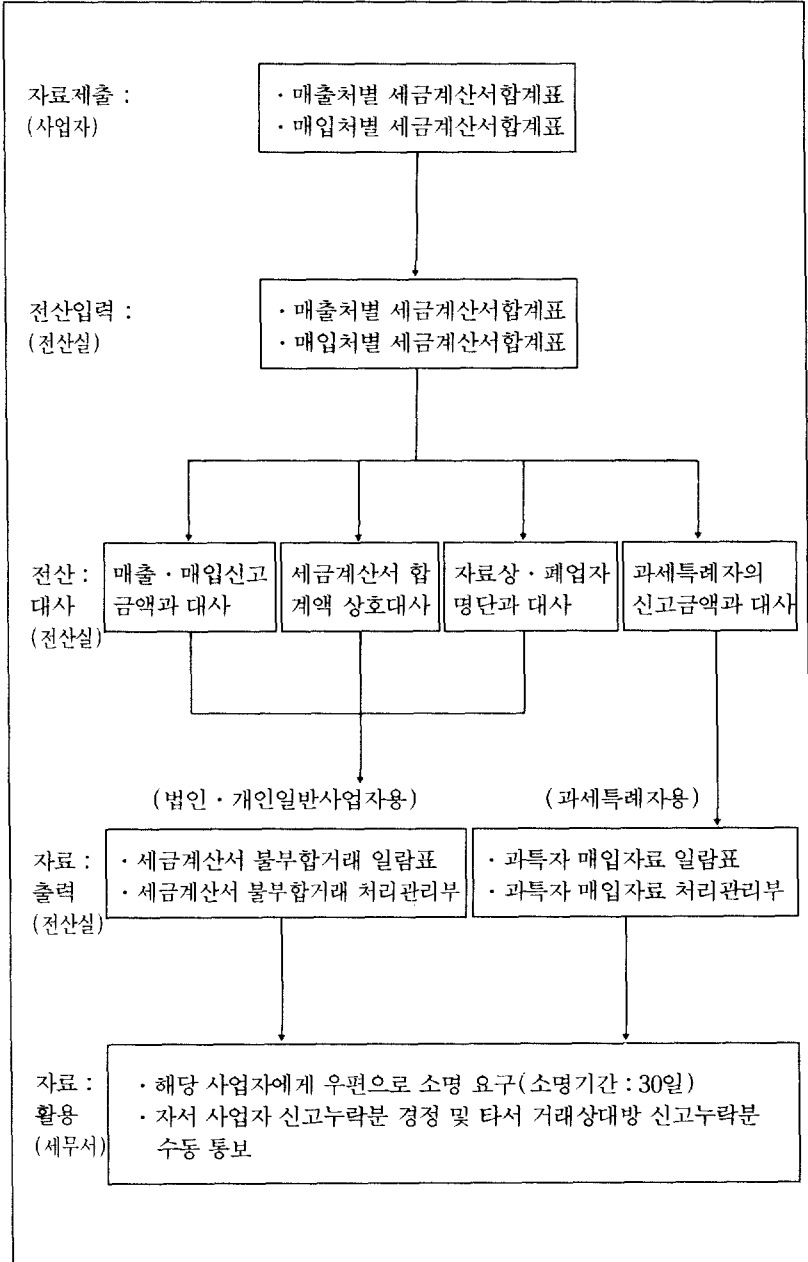 자료제출 :
(사업자)
· 매출처별 세금계산서합계표
· 매입처별 세금계산서합계표
전산입력 :
(전산실)
· 매출처별 세금계산서합계표
· 매입처별 세금계산서합계표
전산 :
대사
(전산실)
매출 · 매입신고
금액과 대사
세금계산서 합
계액 상호대사
자료상 · 폐업자
명단과 대사
과세특례자의
신고금액과 대사
(법인 · 개인일반사업자용)
(과세특례자용)
자료 :
출력
(전산실)
· 세금계산서 불부합거래 일람표
· 세금계산서 불부합거래 처리관리부
· 과특자 매입자료 일람표
· 과특자 매입자료 처리관리부
자료 :
활용
(세무서)
· 해당 사업자에게 우편으로 소명 요구(소명기간 : 30일)
· 자서 사업자 신고누락분 경정 및 타서 거래상대방 신고누락분
수동 통보